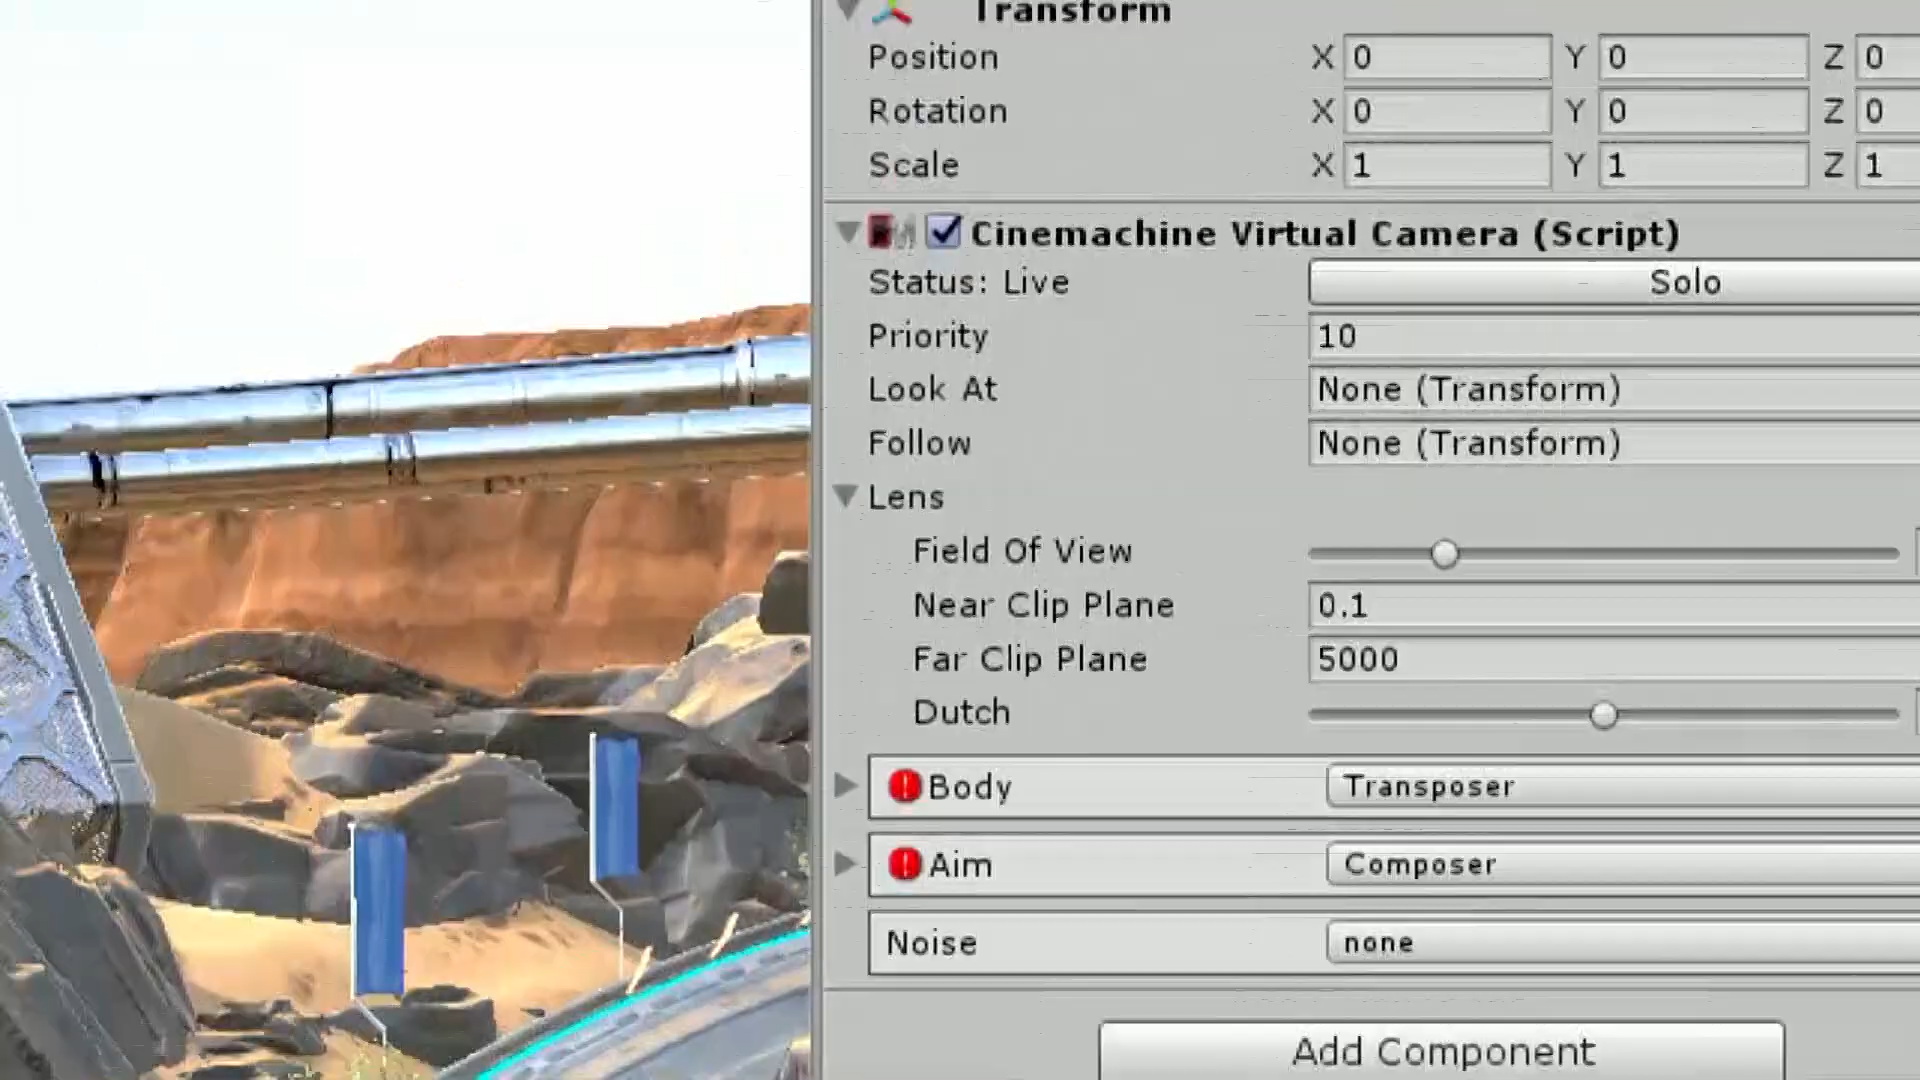 Transform
Position X 0 Y 0 Z 0
Rotation X 0 Y 0 Z 0
Scale X 1 Y 1 Z 1
Cinemachine Virtual Camera (Script)
Status: Live Solo
Priority 10
Look At None (Transform)
Follow None (Transform)
Lens
Field Of View
Near Clip Plane 0.1
Far Clip Plane 5000
Dutch
Body Transposer
Aim Composer
Noise none
Add Component